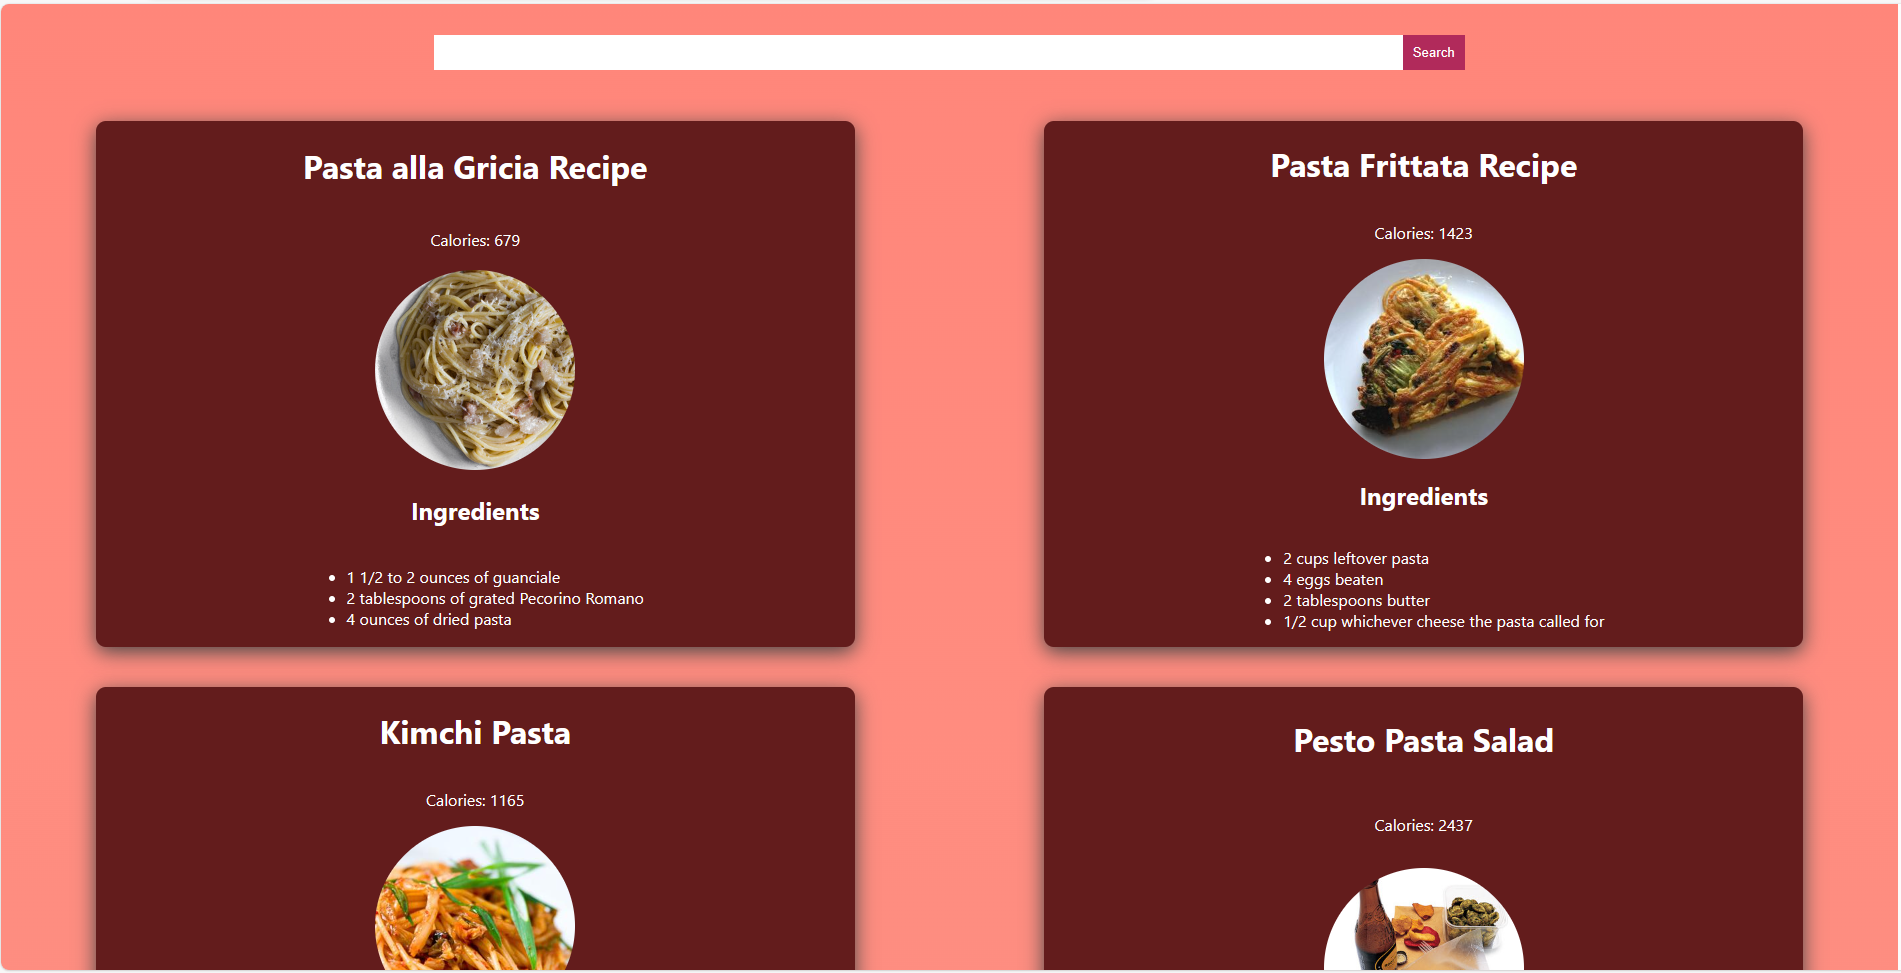 Search
Pasta alla Gricia Recipe
Calories: 679
Ingredients
1 1/2 to 2 ounces of guanciale
2 tablespoons of grated Pecorino Romano
4 ounces of dried pasta
Pasta Frittata Recipe
Calories: 1423
Ingredients
2 cups leftover pasta
4 eggs beaten
2 tablespoons butter
1/2 cup whichever cheese the pasta called for
Kimchi Pasta
Calories: 1165
Pesto Pasta Salad
Calories: 2437